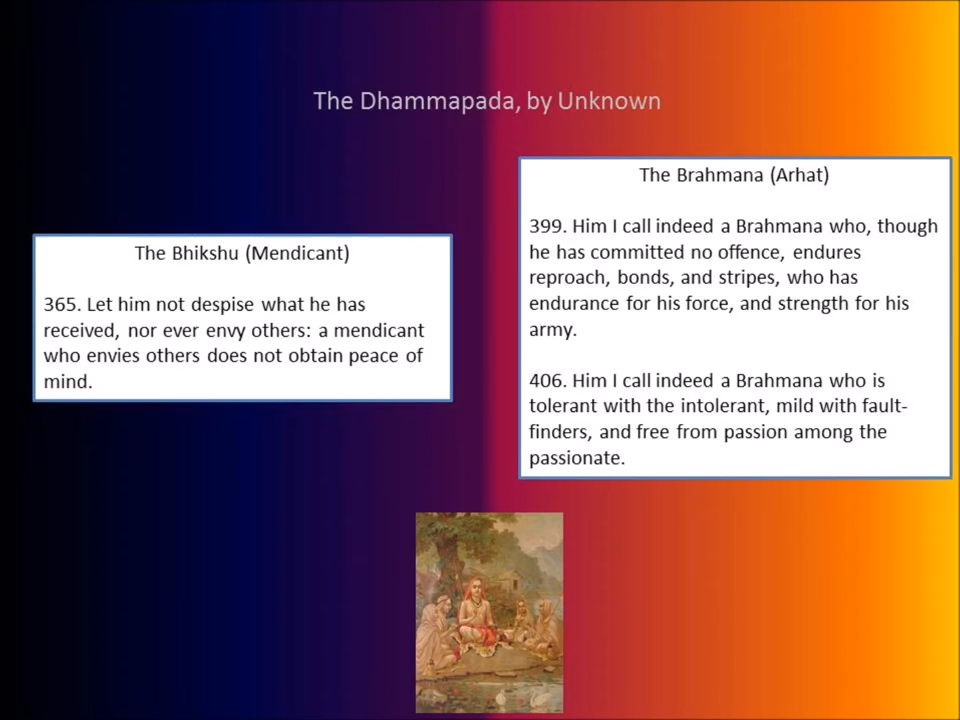 The Dhammapada, by Unknown
The Bhikshu (Mendicant)
365. Let him not despise what he has
received, nor ever envy others: a mendicant
who envies others does not obtain peace of
mind.
The Brahmana (Arhat)
399. Him I call indeed a Brahmana who, though
he has committed no offence, endures
reproach, bonds, and stripes, who has
endurance for his force, and strength for his
army.
406. Him I call indeed a Brahmana who is
tolerant with the intolerant, mild with fault-
finders, and free from passion among the
passionate.